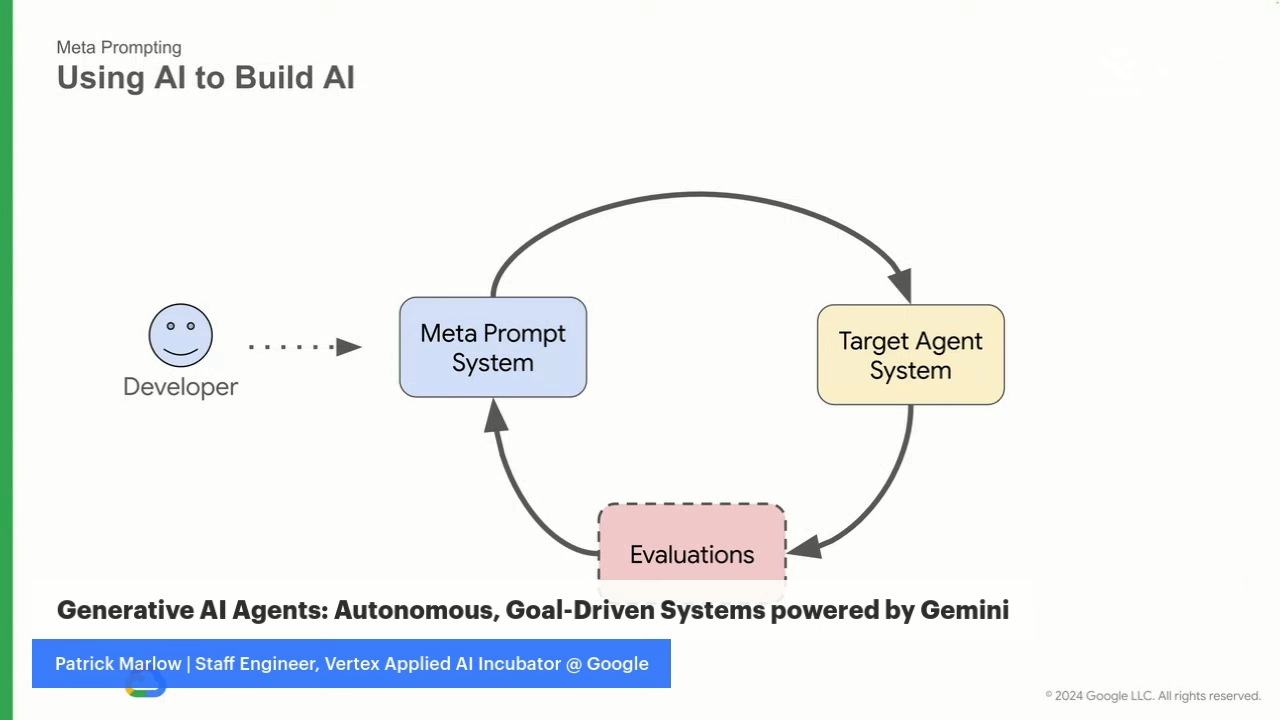 Meta Prompting
Using AI to Build AI
Developer
Meta Prompt
System
Target Agent
System
Evaluations
Generative AI Agents: Autonomous, Goal-Driven Systems powered by Gemini
Patrick Marlow | Staff Engineer, Vertex Applied AI Incubator @ Google
© 2024 Google LLC. All rights reserved.